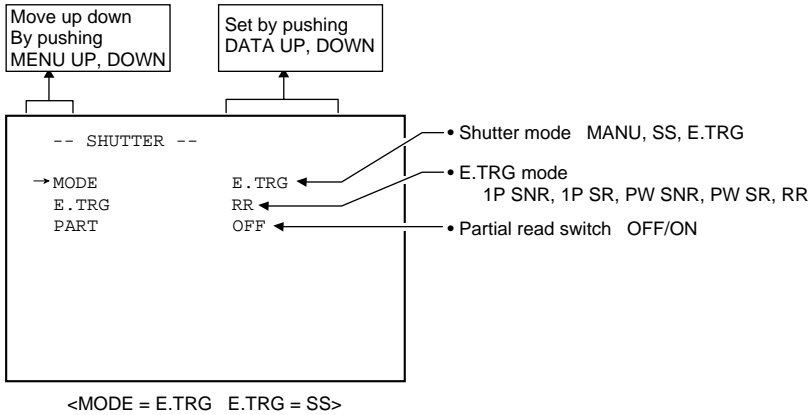 Move up down
By pushing
MENU UP, DOWN
Set by pushing
DATA UP, DOWN
-- SHUTTER --
→MODE E.TRG
E.TRG RR
PART OFF
• Shutter mode MANU, SS, E.TRG
• E.TRG mode
1P SNR, 1P SR, PW SNR, PW SR, RR
• Partial read switch OFF/ON
<MODE = E.TRG E.TRG = SS>